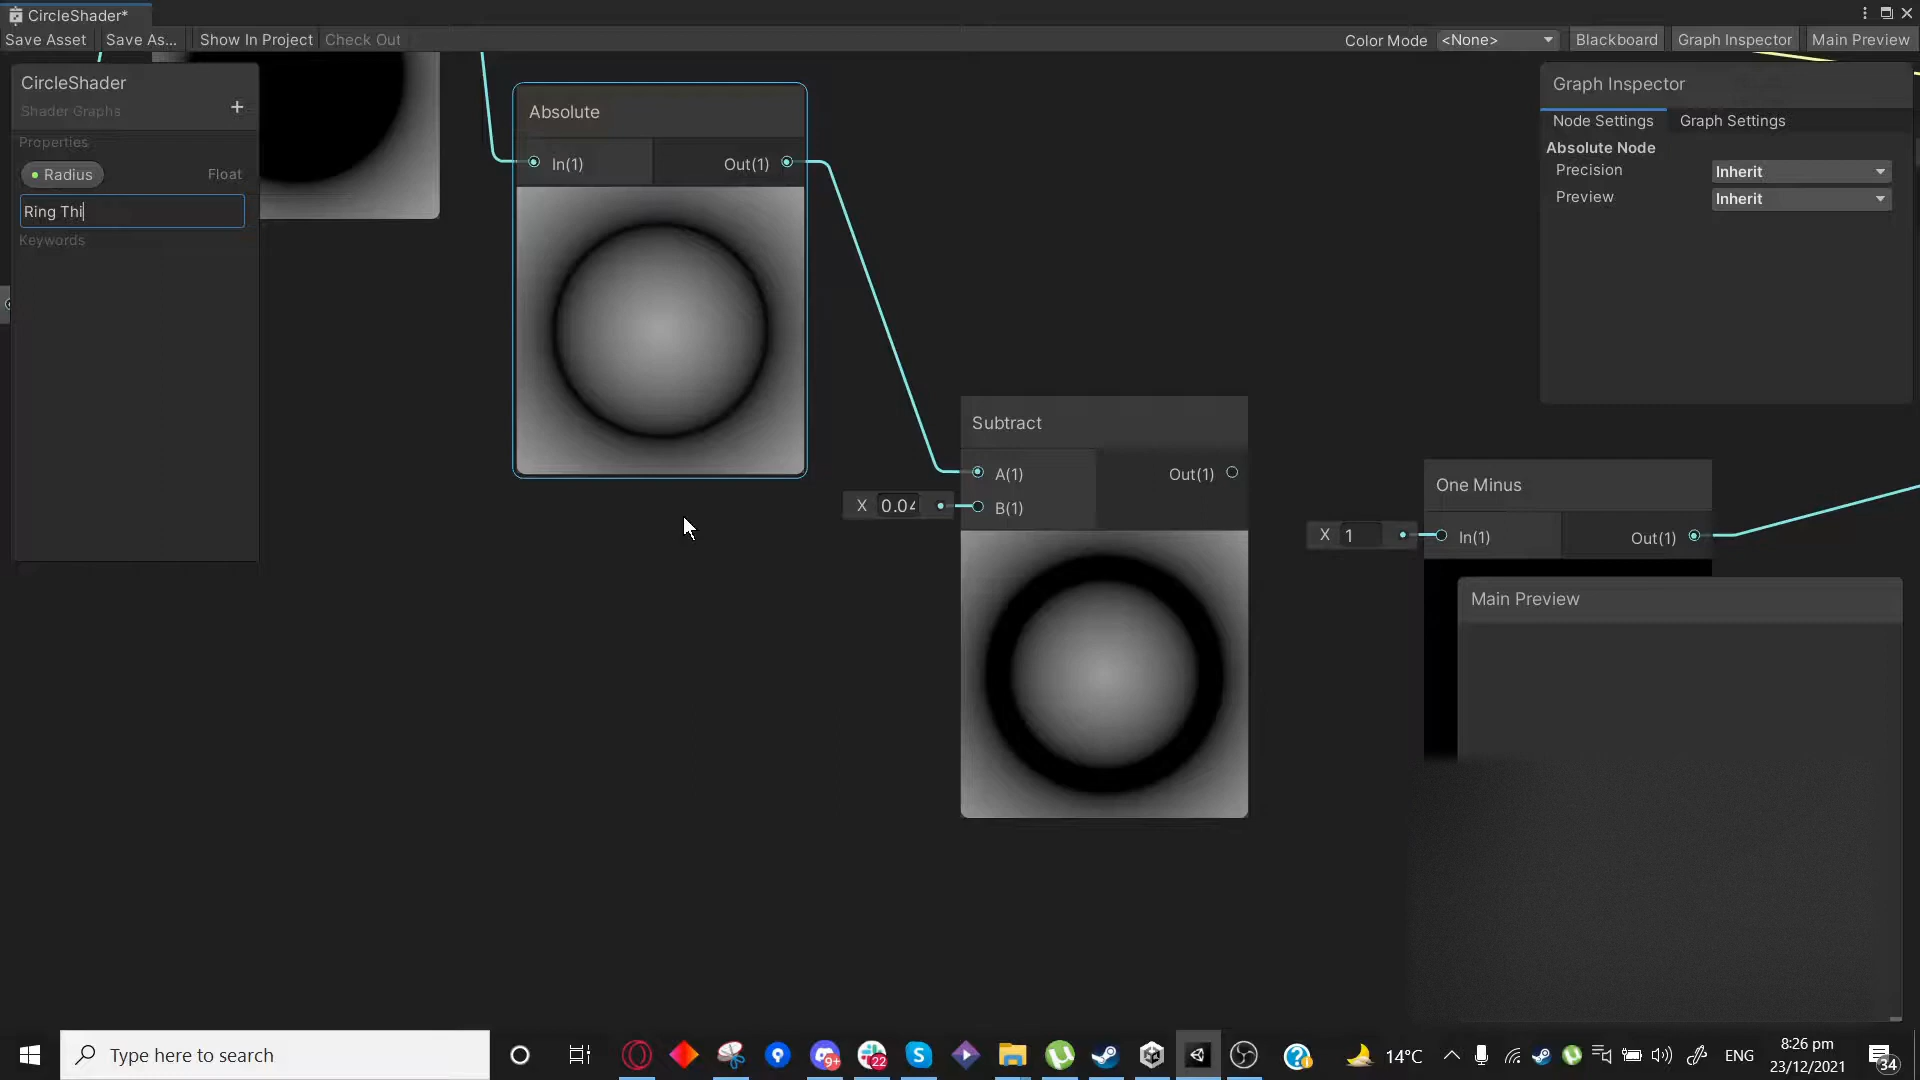 CircleShader*
Save Asset
Save As...
Show In Project
Check Out
Color Mode
<None>
Blackboard
Graph Inspector
Main Preview
CircleShader
Shader Graphs
+
Properties
Radius
Float
Ring Thi
Keywords
Absolute
In(1)
Out(1)
Graph Inspector
Node Settings
Graph Settings
Absolute Node
Precision
Inherit
Preview
Inherit
Subtract
A(1)
Out(1)
X 0.04
B(1)
One Minus
X 1
In(1)
Out(1)
Main Preview
Type here to search
9+
22
14°C
ENG
8:26 pm
23/12/2021
34